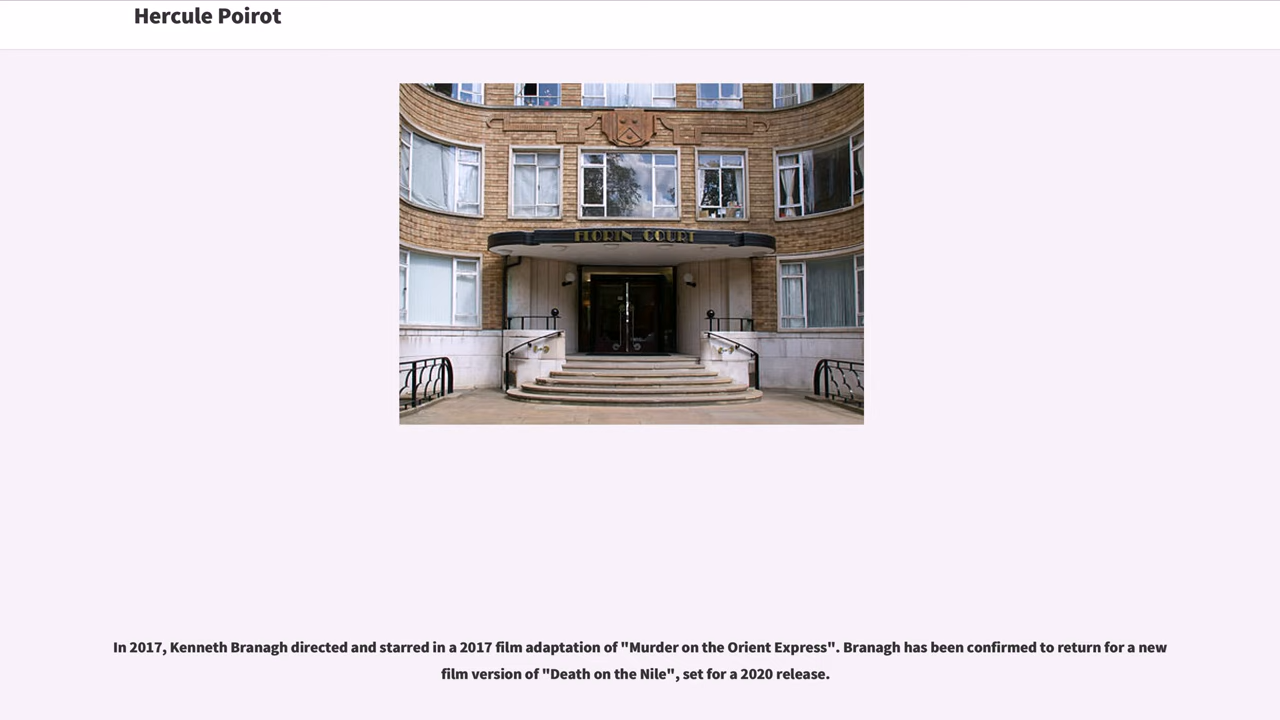 Hercule Poirot
FLORIN COURT
In 2017, Kenneth Branagh directed and starred in a 2017 film adaptation of "Murder on the Orient Express". Branagh has been confirmed to return for a new
film version of "Death on the Nile", set for a 2020 release.